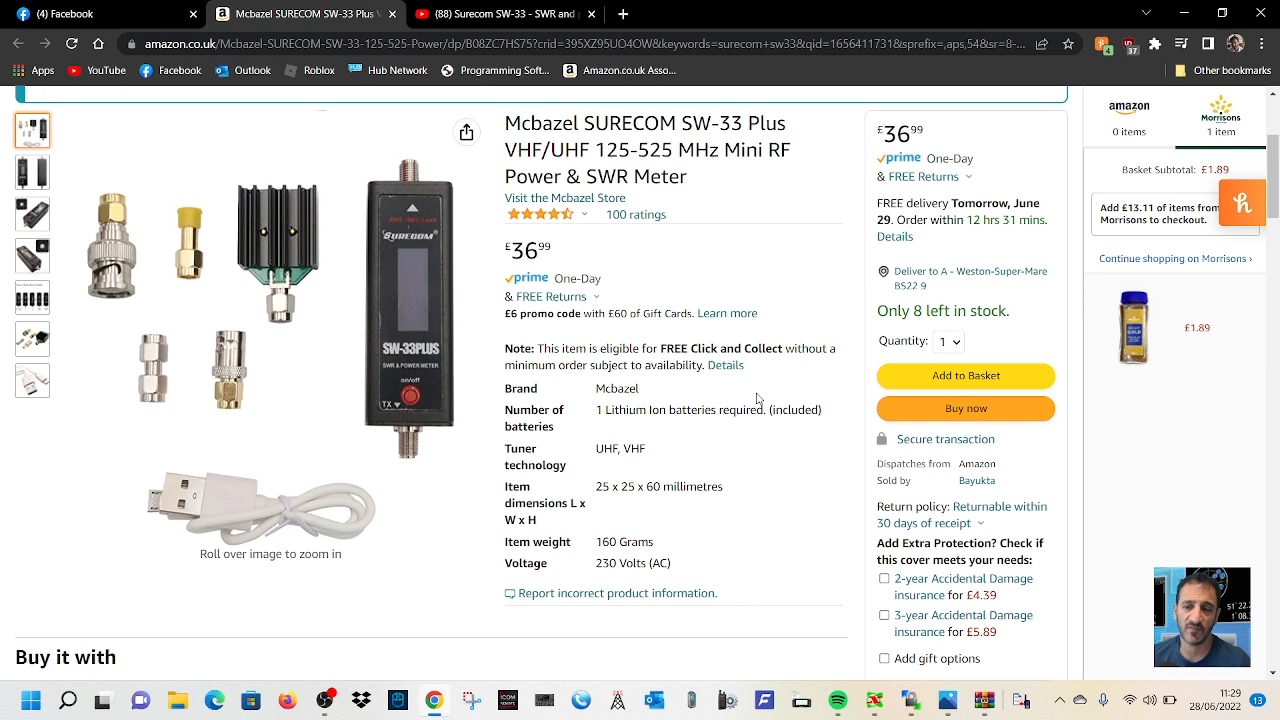 (4) Facebook
Amazon.co.uk Mcbazel SURECOM SW-33 Plus V
(88) Surecom SW-33 - SWR and
amazon.co.uk/Mcbazel-SURECOM-SW-33-125-525-Power/dp/B08ZC7HS75?crid=395XZ95UO4OW&keywords=surecom+sw33&qid=1656411731&sprefix=,aps,54&sr=8-...
4
37
Apps
YouTube
Facebook
Outlook
Roblox
Hub Network
Programming Soft...
Amazon.co.uk Asso...
Other bookmarks
SURECOM
SW-33PLUS
SWR & POWER METER
on/off
TX
Roll over image to zoom in
Mcbazel SURECOM SW-33 Plus
VHF/UHF 125-525 MHz Mini RF
Power & SWR Meter
Visit the Mcbazel Store
100 ratings
£36 99
prime One-Day
& FREE Returns
£6 promo code with £60 of Gift Cards. Learn more
Note: This item is eligible for FREE Click and Collect without a
minimum order subject to availability. Details
Brand Mcbazel
Number of 1 Lithium Ion batteries required. (included)
batteries
Tuner UHF, VHF
technology
Item 25 x 25 x 60 millimetres
dimensions L x
W x H
Item weight 160 Grams
Voltage 230 Volts (AC)
Report incorrect product information.
Buy it with
£36 99
prime One-Day
& FREE Returns
FREE delivery Tomorrow, June
29. Order within 12 hrs 31 mins.
Details
Deliver to A - Weston-Super-Mare
BS22 9
Only 8 left in stock.
Quantity: 1
Add to Basket
Buy now
Secure transaction
Dispatches from Amazon
Sold by Bayukta
Return policy: Returnable within
30 days of receipt
Add Extra Protection? Check if
this cover meets your needs:
2-year Accidental Damage
insurance for £4.39
3-year Accidental Damage
insurance for £5.89
Add gift options
amazon
Morrisons
0 items
1 item
Basket Subtotal: £1.89
Add £13.11 of items from
Morrisons to checkout.
Continue shopping on Morrisons ›
£1.89
h
51°22.2
ICOM
11:29
28/06/2022
13